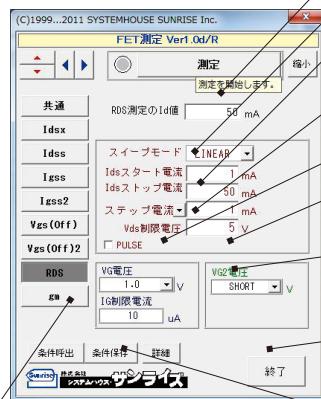 (C)1999...2011 SYSTEMHOUSE SUNRISE Inc.
FET測定 Ver1.0d/R
測定
縮小
測定を開始します。
共通
RDS測定のId値 50 mA
Idsx
Idss
スイープモード LINEAR
Igss
Idsスタート電流 1 mA
Idsストップ電流 50 mA
Igss2
ステップ電流 1 mA
Vgs(Off)
Vds制限電圧 5 V
Vgs(Off)2
PULSE
RDS
VG電圧
VG2電圧
1.0 V
SHORT V
gm
IG制限電流
10 uA
条件呼出 条件保存 詳細
終了
Sunrise 株式会社 システムハウス・サンライズ